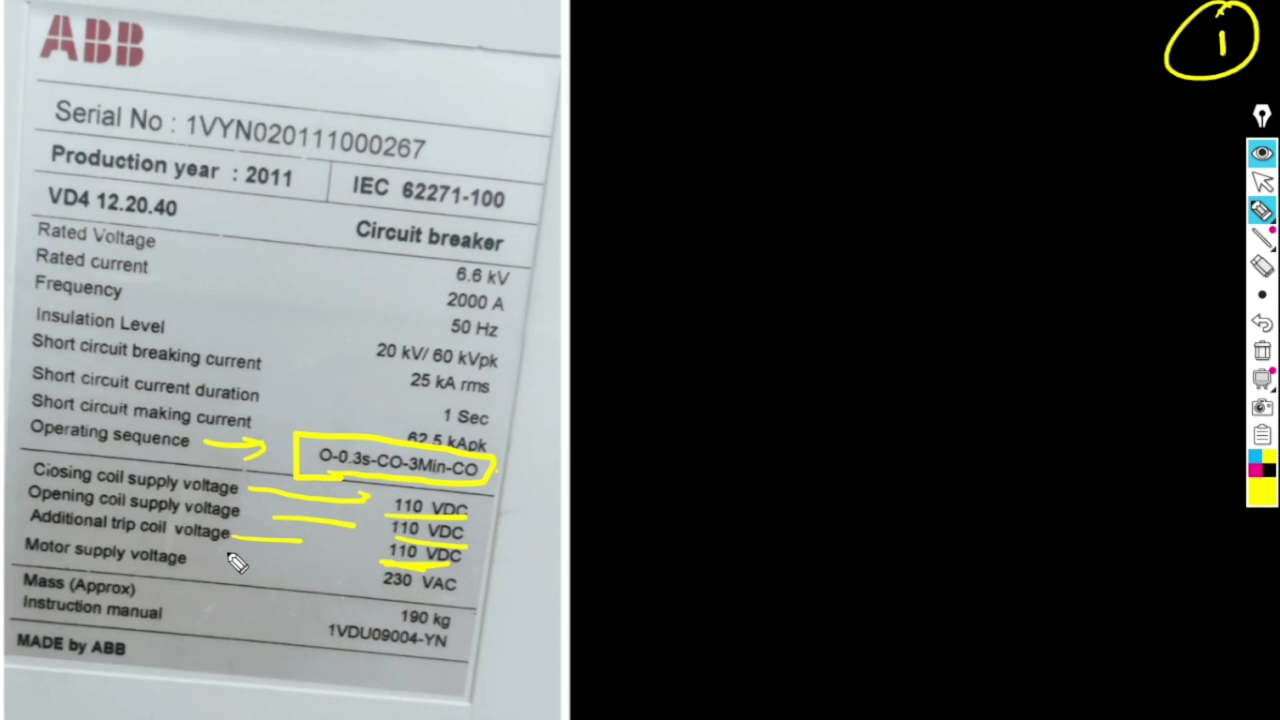 ABB
Serial No : 1VYN020111000267
Production year : 2011 IEC 62271-100
VD4 12.20.40 Circuit breaker
Rated Voltage 6.6 kV
Rated current 2000 A
Frequency 50 Hz
Insulation Level 20 kV/ 60 kVpk
Short circuit breaking current 25 kA rms
Short circuit current duration 1 Sec
Short circuit making current 62.5 kApk
Operating sequence O-0.3s-CO-3Min-CO
Closing coil supply voltage 110 VDC
Opening coil supply voltage 110 VDC
Additional trip coil voltage 110 VDC
Motor supply voltage 230 VAC
Mass (Approx) 190 kg
Instruction manual 1VDU09004-YN
MADE by ABB
1